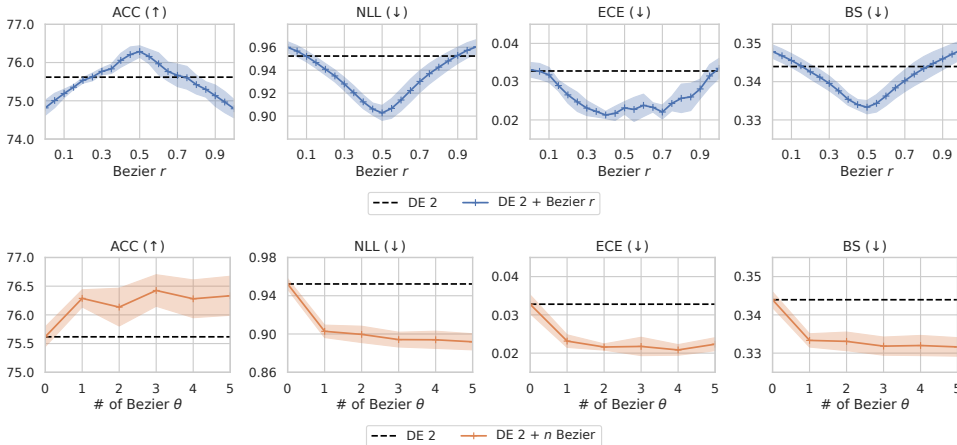 ACC (↑) NLL (↓) ECE (↓) BS (↓)
77.0 76.0 75.0 74.0
0.96 0.94 0.92 0.90
0.04 0.03 0.02
0.35 0.34 0.33
0.1 0.3 0.5 0.7 0.9 0.1 0.3 0.5 0.7 0.9 0.1 0.3 0.5 0.7 0.9 0.1 0.3 0.5 0.7 0.9
Bezier r Bezier r Bezier r Bezier r
DE 2 DE 2 + Bezier r
ACC (↑) NLL (↓) ECE (↓) BS (↓)
77.0 76.5 76.0 75.5 75.0
0.98 0.94 0.90 0.86
0.04 0.03 0.02
0.35 0.34 0.33
0 1 2 3 4 5 0 1 2 3 4 5 0 1 2 3 4 5 0 1 2 3 4 5
# of Bezier θ # of Bezier θ # of Bezier θ # of Bezier θ
DE 2 DE 2 + n Bezier